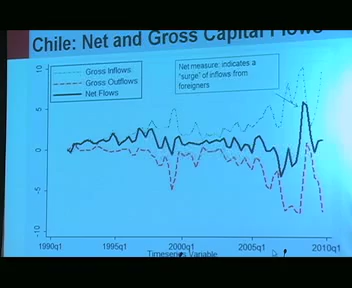 Chile: Net and Gross Capital Flows
Gross Inflows
Gross Outflows
Net Flows
Net measure: indicates a
"surge" of inflows from
foreigners
10
5
0
-5
-10
1990q1
1995q1
2000q1
2005q1
2010q1
Timeseries Variable